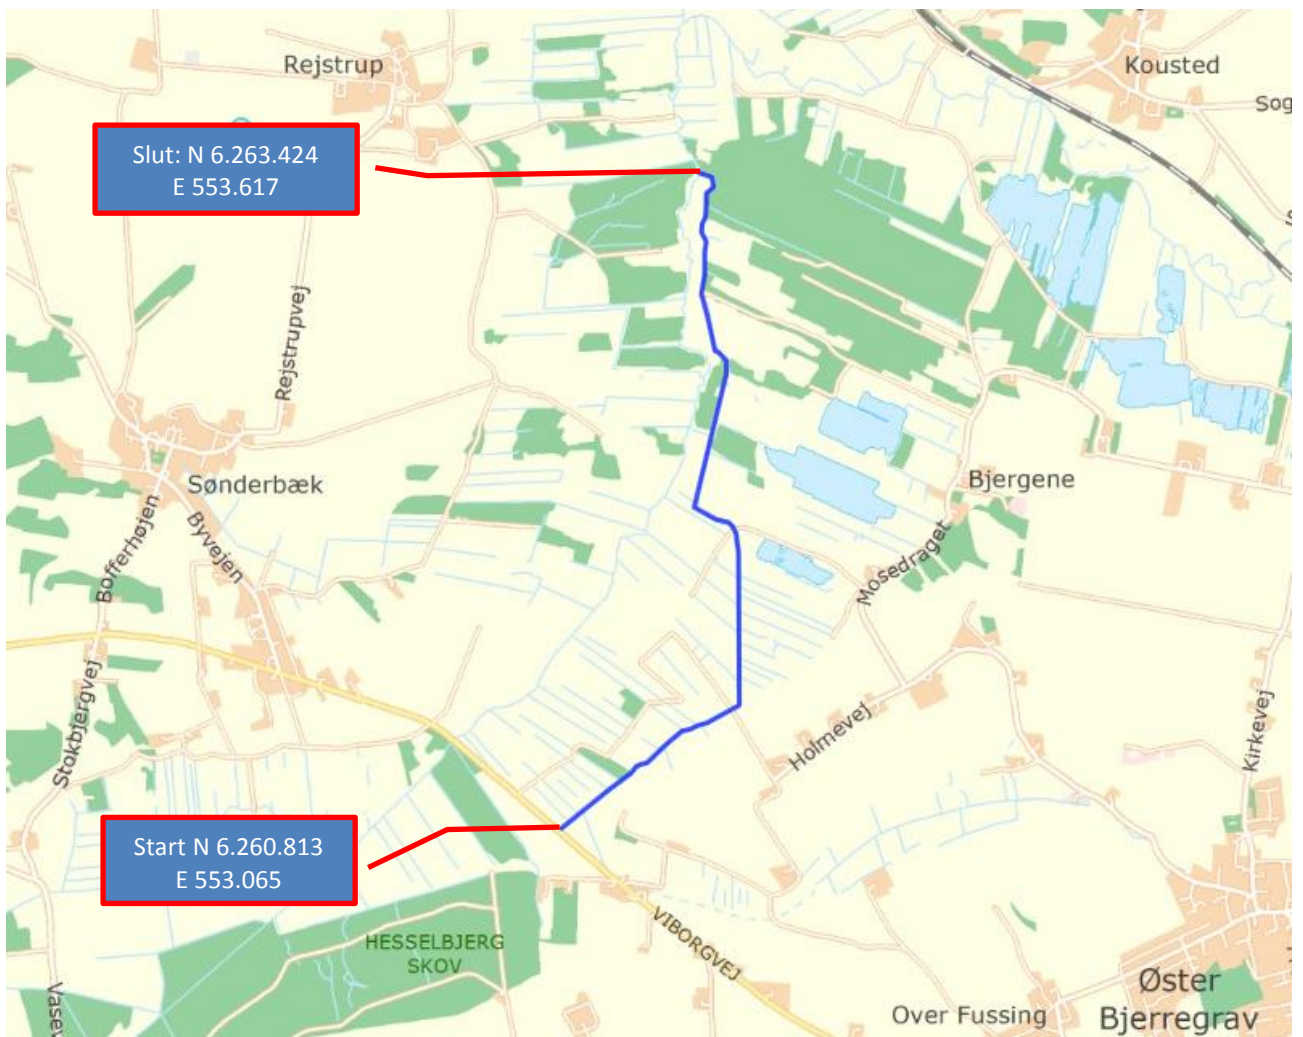 Rejstrup
Kousted
Slut: N 6.263.424
E 553.617
Rejstrupvej
Sønderbæk
Bjergene
Bofferhøjen
Byvejen
Mosedraget
Stokbjergvej
Holmevej
Kirkevej
Start N 6.260.813
E 553.065
VIBORGVEJ
HESSELBJERG
SKOV
Øster
Bjerregrav
Over Fussing